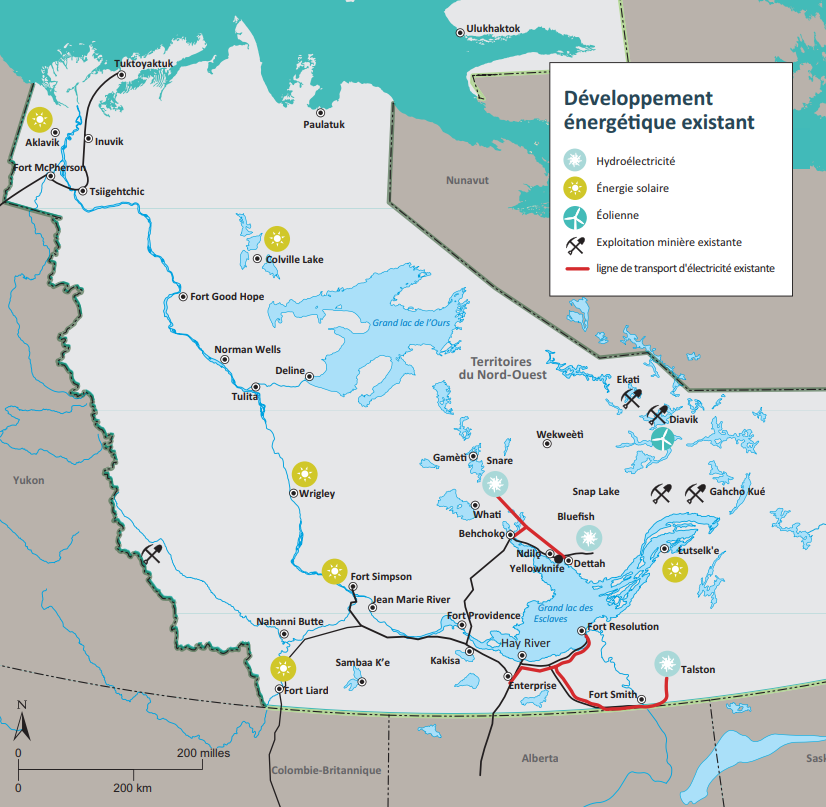 Ulukhaktok
Tuktoyaktuk
Développement
énergétique existant
Hydroélectricité
Énergie solaire
Éolienne
Exploitation minière existante
ligne de transport d'électricité existante
Paulatuk
Aklavik
Inuvik
Fort McPherson
Tsiigehtchic
Nunavut
Colville Lake
Fort Good Hope
Grand lac de l'Ours
Norman Wells
Deline
Tulita
Territoires
du Nord-Ouest
Ekati
Diavik
Wekweètì
Gamètì
Snare
Yukon
Wrigley
Snap Lake
Gahcho Kué
Whatì
Bluefish
Behchokǫ
Ndilǫ
Dettah
Yellowknife
Łutselk'e
Fort Simpson
Jean Marie River
Grand lac des
Esclaves
Fort Providence
Nahanni Butte
Fort Resolution
Hay River
Sambaa K'e
Kakisa
Talston
Enterprise
Fort Liard
Fort Smith
N
0
200 milles
0
200 km
Colombie-Britannique
Alberta
Sask